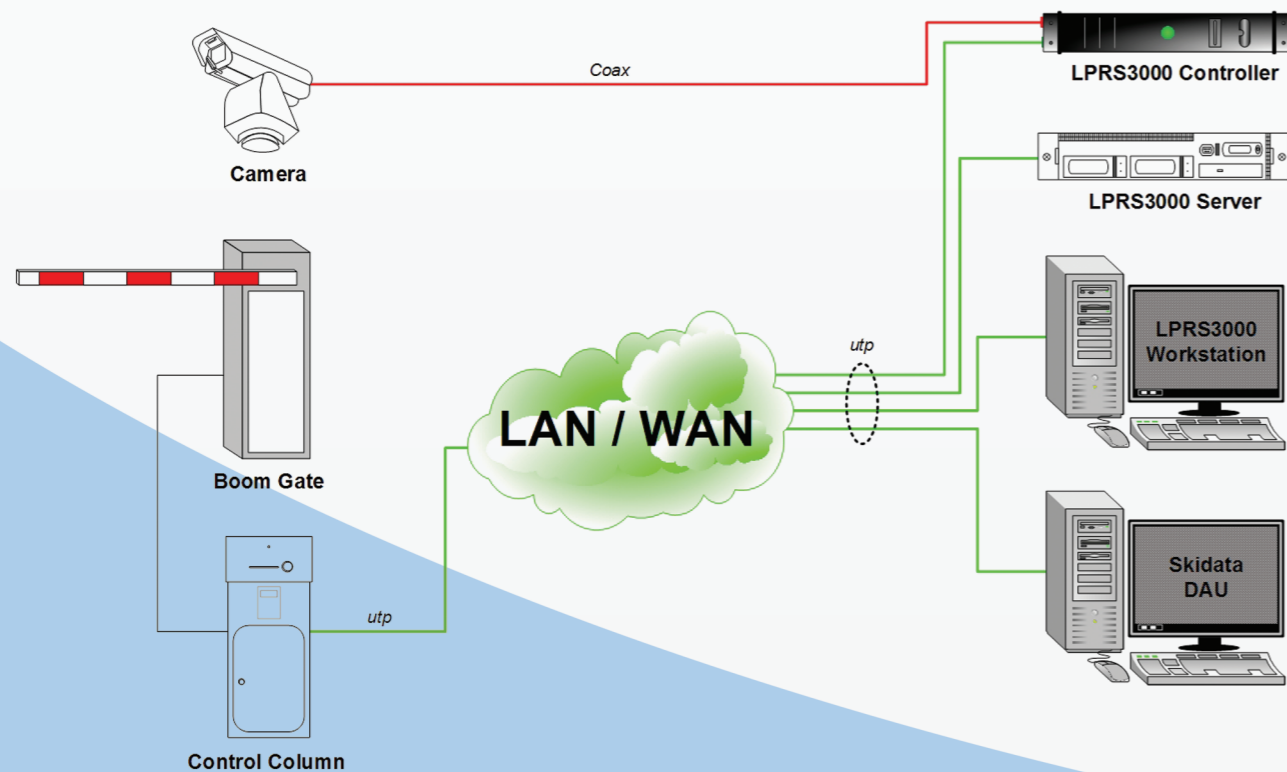 Coax
LPRS3000 Controller
Camera
LPRS3000 Server
LPRS3000
Workstation
utp
LAN / WAN
Boom Gate
Skidata
DAU
utp
Control Column